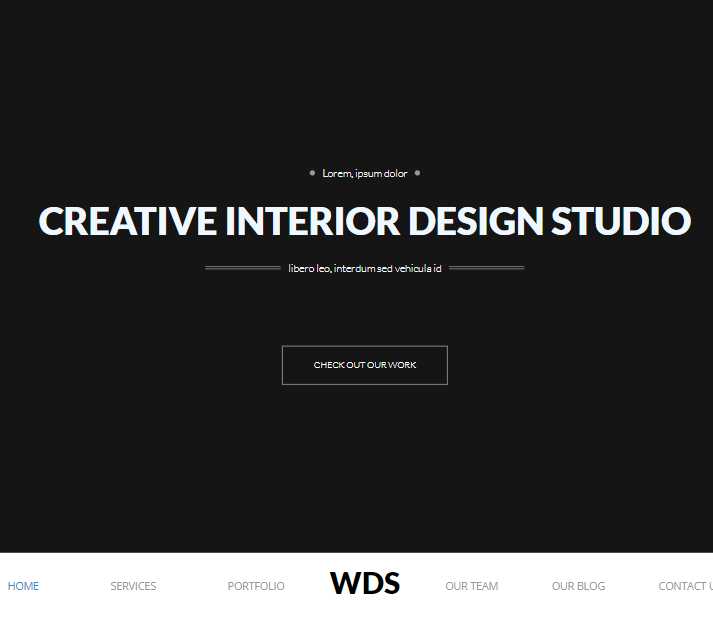 Lorem, ipsum dolor
CREATIVE INTERIOR DESIGN STUDIO
libero leo, interdum sed vehicula id
CHECK OUT OUR WORK
HOME SERVICES PORTFOLIO WDS OUR TEAM OUR BLOG CONTACT